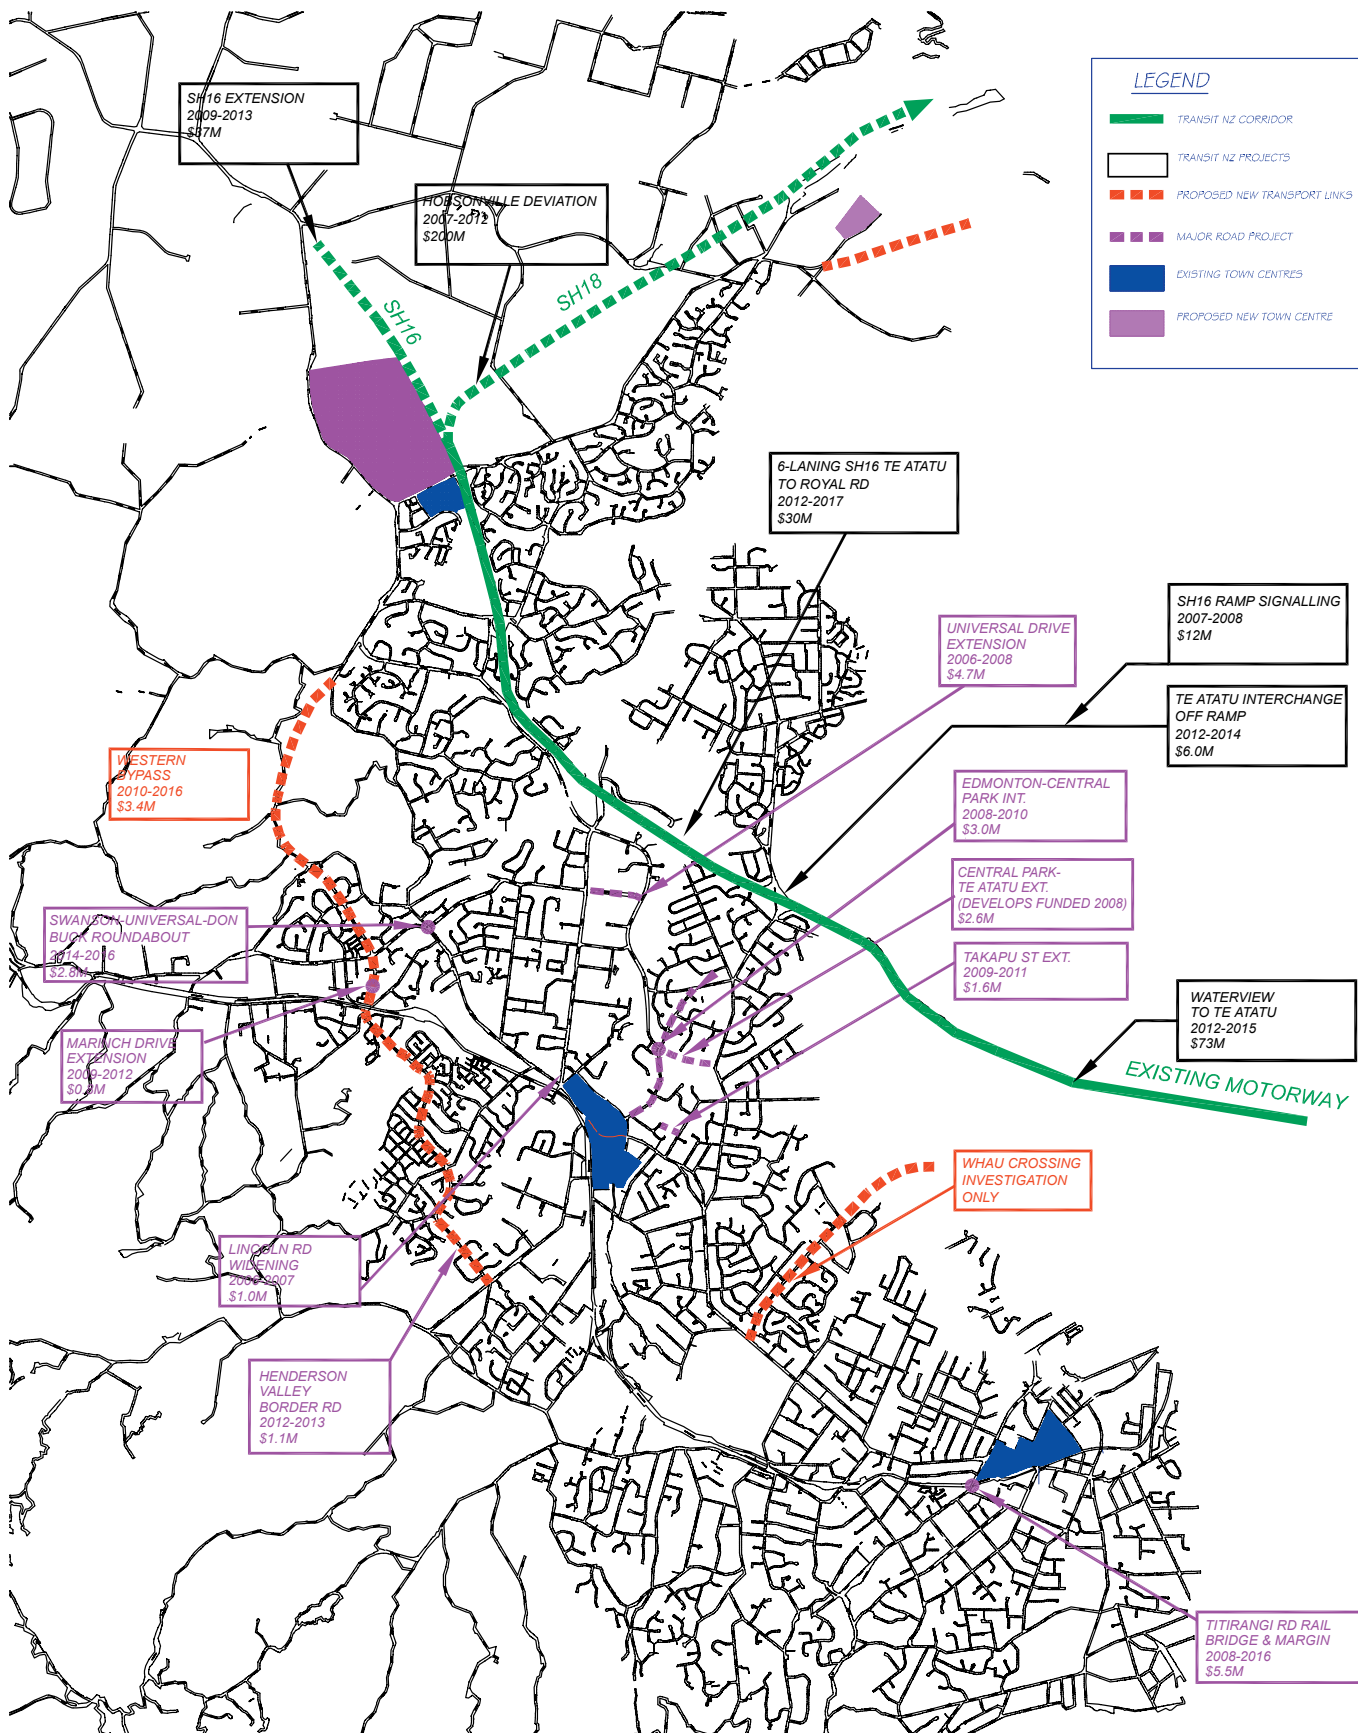 LEGEND
TRANSIT NZ CORRIDOR
TRANSIT NZ PROJECTS
PROPOSED NEW TRANSPORT LINKS
MAJOR ROAD PROJECT
EXISTING TOWN CENTRES
PROPOSED NEW TOWN CENTRE
SH16 EXTENSION
2009-2013
$37M
HOBSONVILLE DEVIATION
2007-2012
$200M
SH16
SH18
6-LANING SH16 TE ATATU
TO ROYAL RD
2012-2017
$30M
SH16 RAMP SIGNALLING
2007-2008
$12M
UNIVERSAL DRIVE
EXTENSION
2006-2008
$4.7M
TE ATATU INTERCHANGE
OFF RAMP
2012-2014
$6.0M
WESTERN
BYPASS
2010-2016
$3.4M
EDMONTON-CENTRAL
PARK INT.
2008-2010
$3.0M
CENTRAL PARK-
TE ATATU EXT.
(DEVELOPS FUNDED 2008)
$2.6M
SWANSON-UNIVERSAL-DON
BUCK ROUNDABOUT
2014-2016
$2.8M
TAKAPU ST EXT.
2009-2011
$1.6M
WATERVIEW
TO TE ATATU
2012-2015
$73M
MARINICH DRIVE
EXTENSION
2009-2012
EXISTING MOTORWAY
WHAU CROSSING
INVESTIGATION
ONLY
LINCOLN RD
WIDENING
2006-2007
$1.0M
HENDERSON
VALLEY
BORDER RD
2012-2013
$1.1M
TITIRANGI RD RAIL
BRIDGE & MARGIN
2008-2016
$5.5M